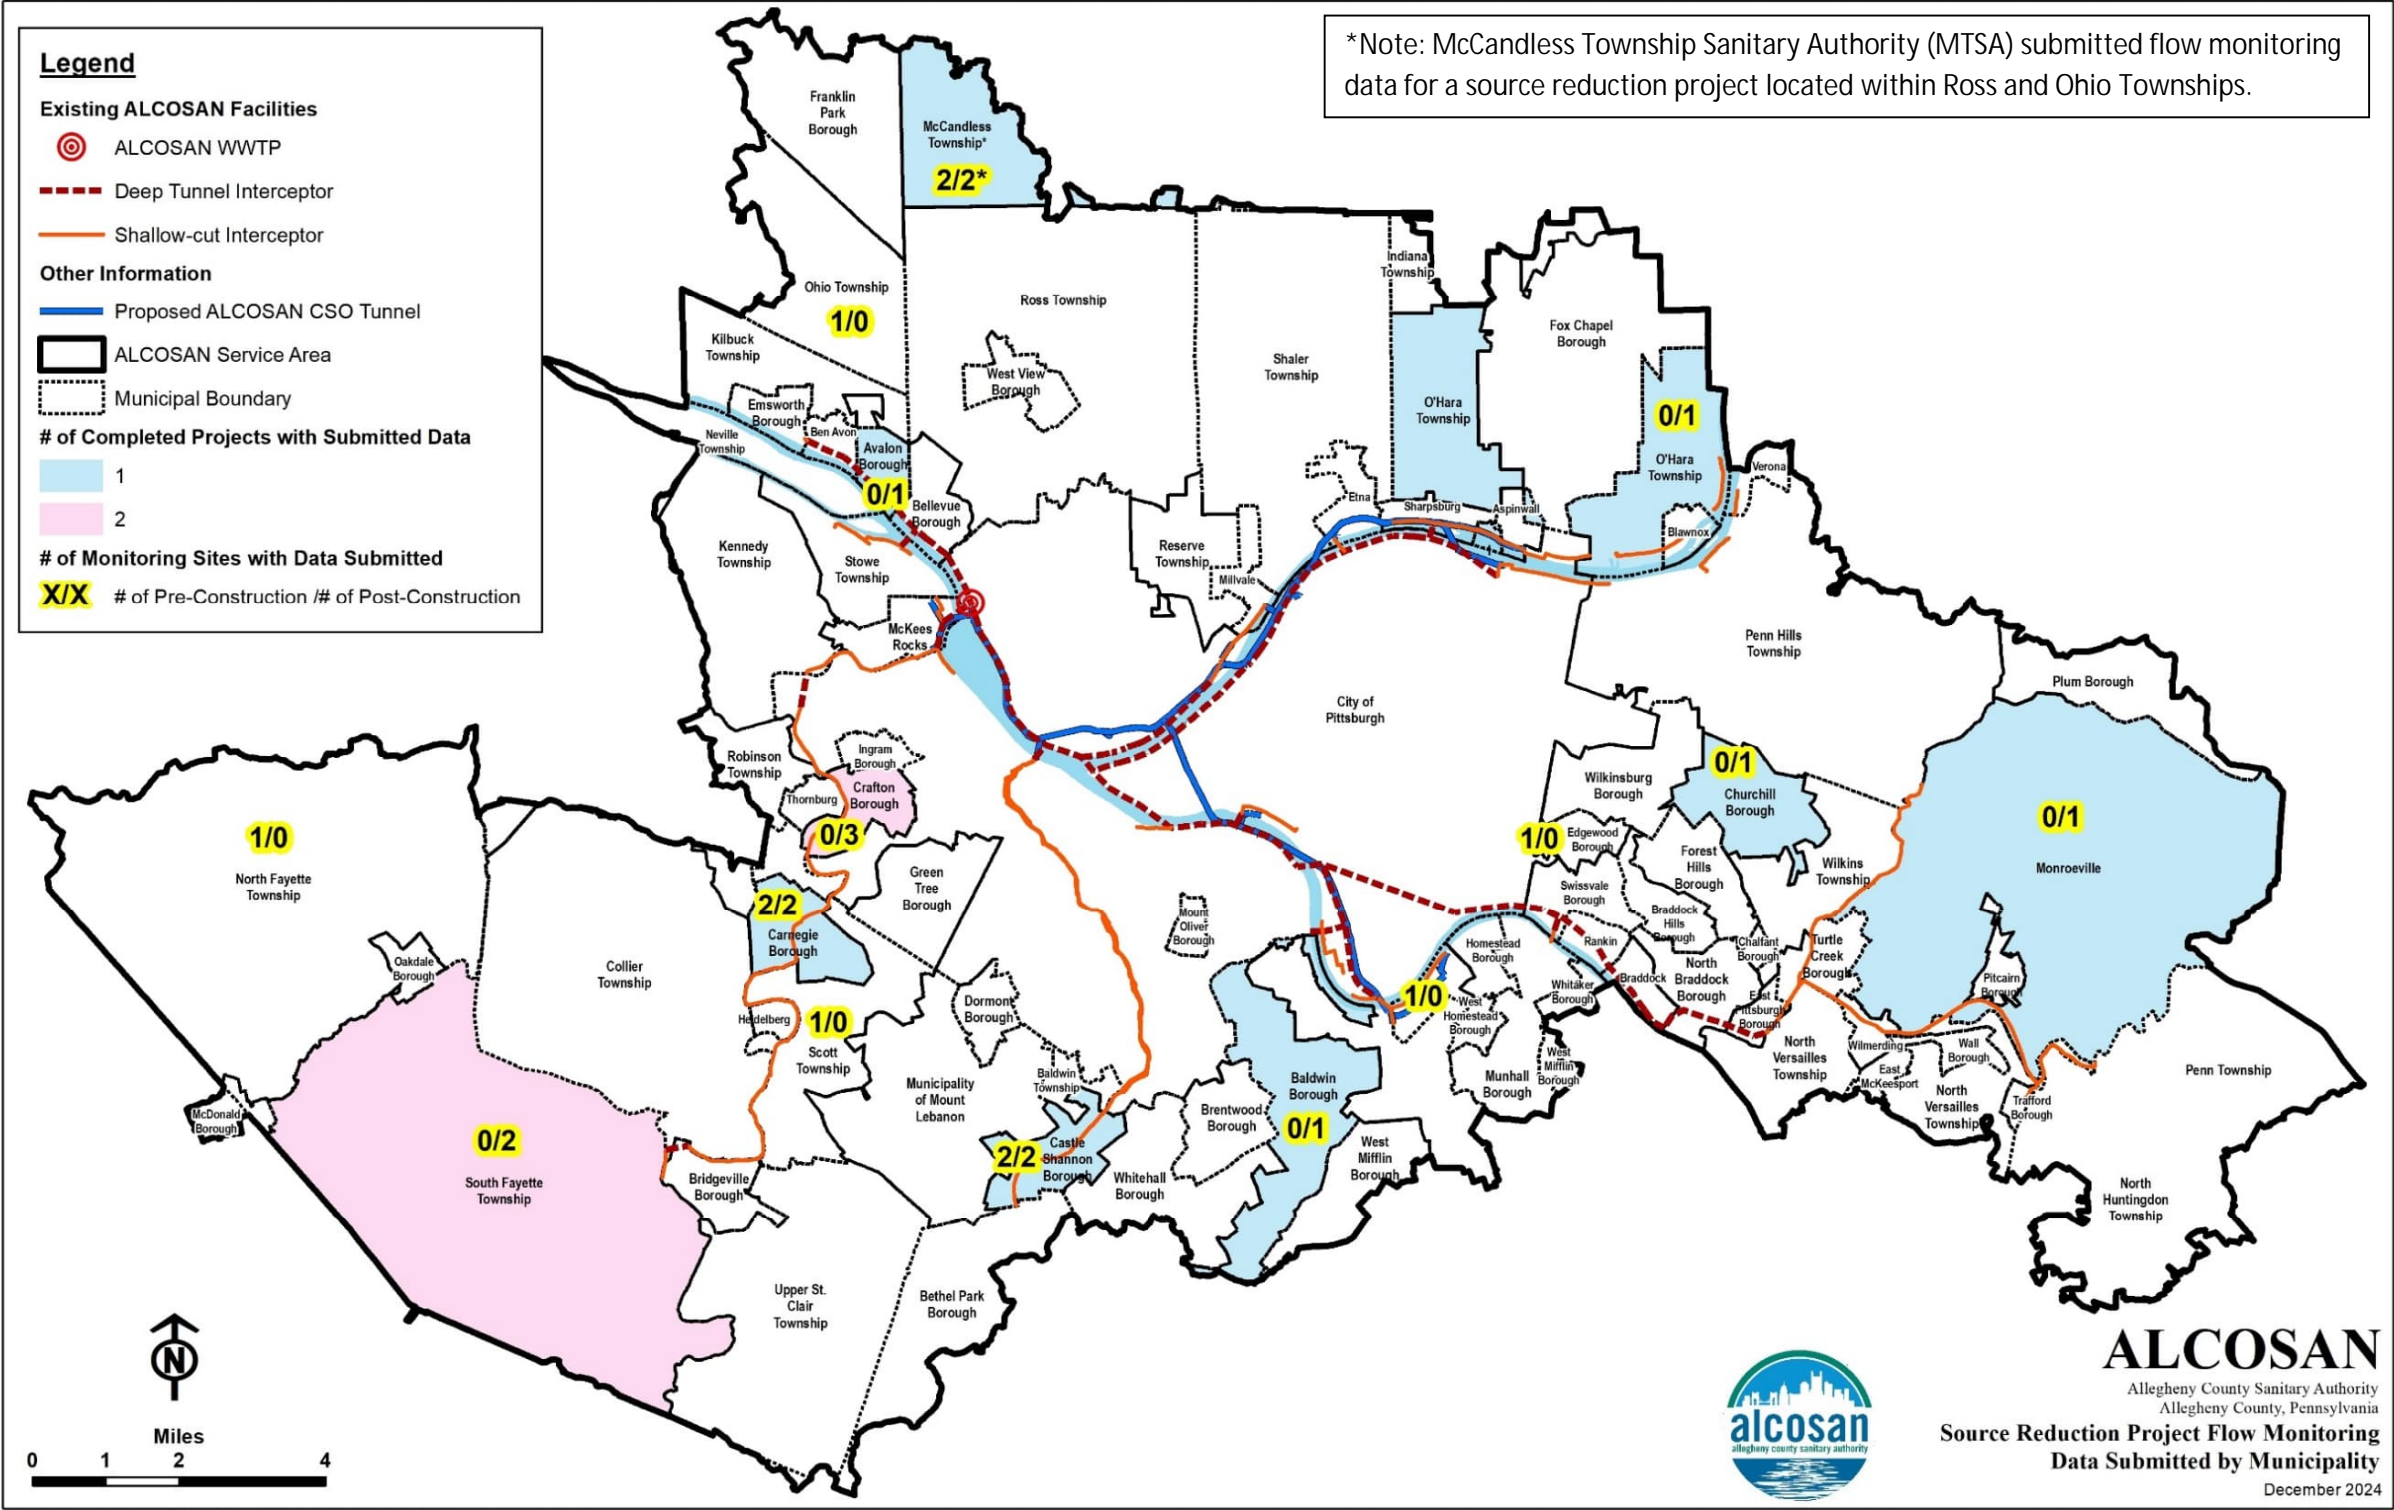 Legend
Existing ALCOSAN Facilities
ALCOSAN WWTP
Deep Tunnel Interceptor
Shallow-cut Interceptor
Other Information
Proposed ALCOSAN CSO Tunnel
ALCOSAN Service Area
Municipal Boundary
# of Completed Projects with Submitted Data
1
2
# of Monitoring Sites with Data Submitted
X/X # of Pre-Construction /# of Post-Construction
*Note: McCandless Township Sanitary Authority (MTSA) submitted flow monitoring
data for a source reduction project located within Ross and Ohio Townships.
Franklin
Park
Borough
McCandless
Township*
2/2*
Ohio Township
1/0
Ross Township
Indiana
Township
Kilbuck
Township
West View
Borough
Shaler
Township
Fox Chapel
Borough
O'Hara
Township
0/1
O'Hara
Township
Emsworth
Borough
Ben Avon
Neville
Township
Avalon
Borough
0/1
Bellevue
Borough
Verona
Etna
Sharpsburg
Aspinwall
Blawnox
Kennedy
Township
Stowe
Township
Reserve
Township
Millvale
McKees
Rocks
Penn Hills
Township
Plum Borough
City of
Pittsburgh
Robinson
Township
Ingram
Borough
Thornburg
Crafton
Borough
0/3
Wilkinsburg
Borough
0/1
Churchill
Borough
0/1
Monroeville
1/0
North Fayette
Township
1/0
Edgewood
Borough
Forest
Hills
Borough
Wilkins
Township
Green
Tree
Borough
2/2
Carnegie
Borough
Swissvale
Borough
Braddock
Hills
Borough
Mount
Oliver
Borough
Rankin
Chalfant
Borough
Turtle
Creek
Borough
Homestead
Borough
Oakdale
Borough
Collier
Township
Whitaker
Borough
Braddock
North
Braddock
Borough
Pitcairn
Borough
East
Pittsburgh
Borough
1/0
West
Homestead
Borough
Dormont
Borough
Heidelberg
1/0
Scott
Township
North
Versailles
Township
Wilmerding
Wall
Borough
East
McKeesport
North
Versailles
Township
Trafford
Borough
Penn Township
West
Mifflin
Borough
Munhall
Borough
Baldwin
Township
Municipality
of Mount
Lebanon
Baldwin
Borough
0/1
Brentwood
Borough
McDonald
Borough
0/2
South Fayette
Township
2/2
Castle
Shannon
Borough
West
Mifflin
Borough
Bridgeville
Borough
Whitehall
Borough
North
Huntingdon
Township
Upper St.
Clair
Township
Bethel Park
Borough
N
Miles
0 1 2 4
alcosan
allegheny county sanitary authority
ALCOSAN
Allegheny County Sanitary Authority
Allegheny County, Pennsylvania
Source Reduction Project Flow Monitoring
Data Submitted by Municipality
December 2024